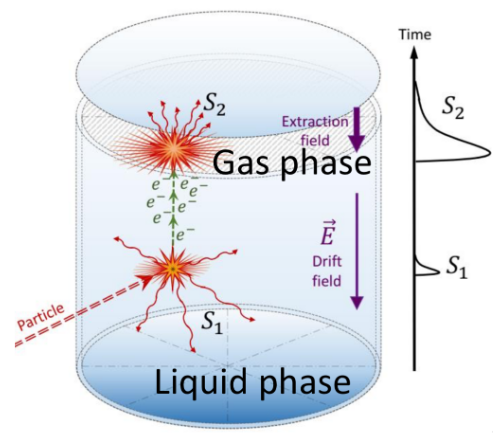 Time
S₂
S₂
Extraction
field
Gas phase
e⁻ e⁻
e⁻ e⁻
e⁻
e⁻
e⁻
e⁻
E⃗
Drift
field
S₁
Particle
S₁
Liquid phase